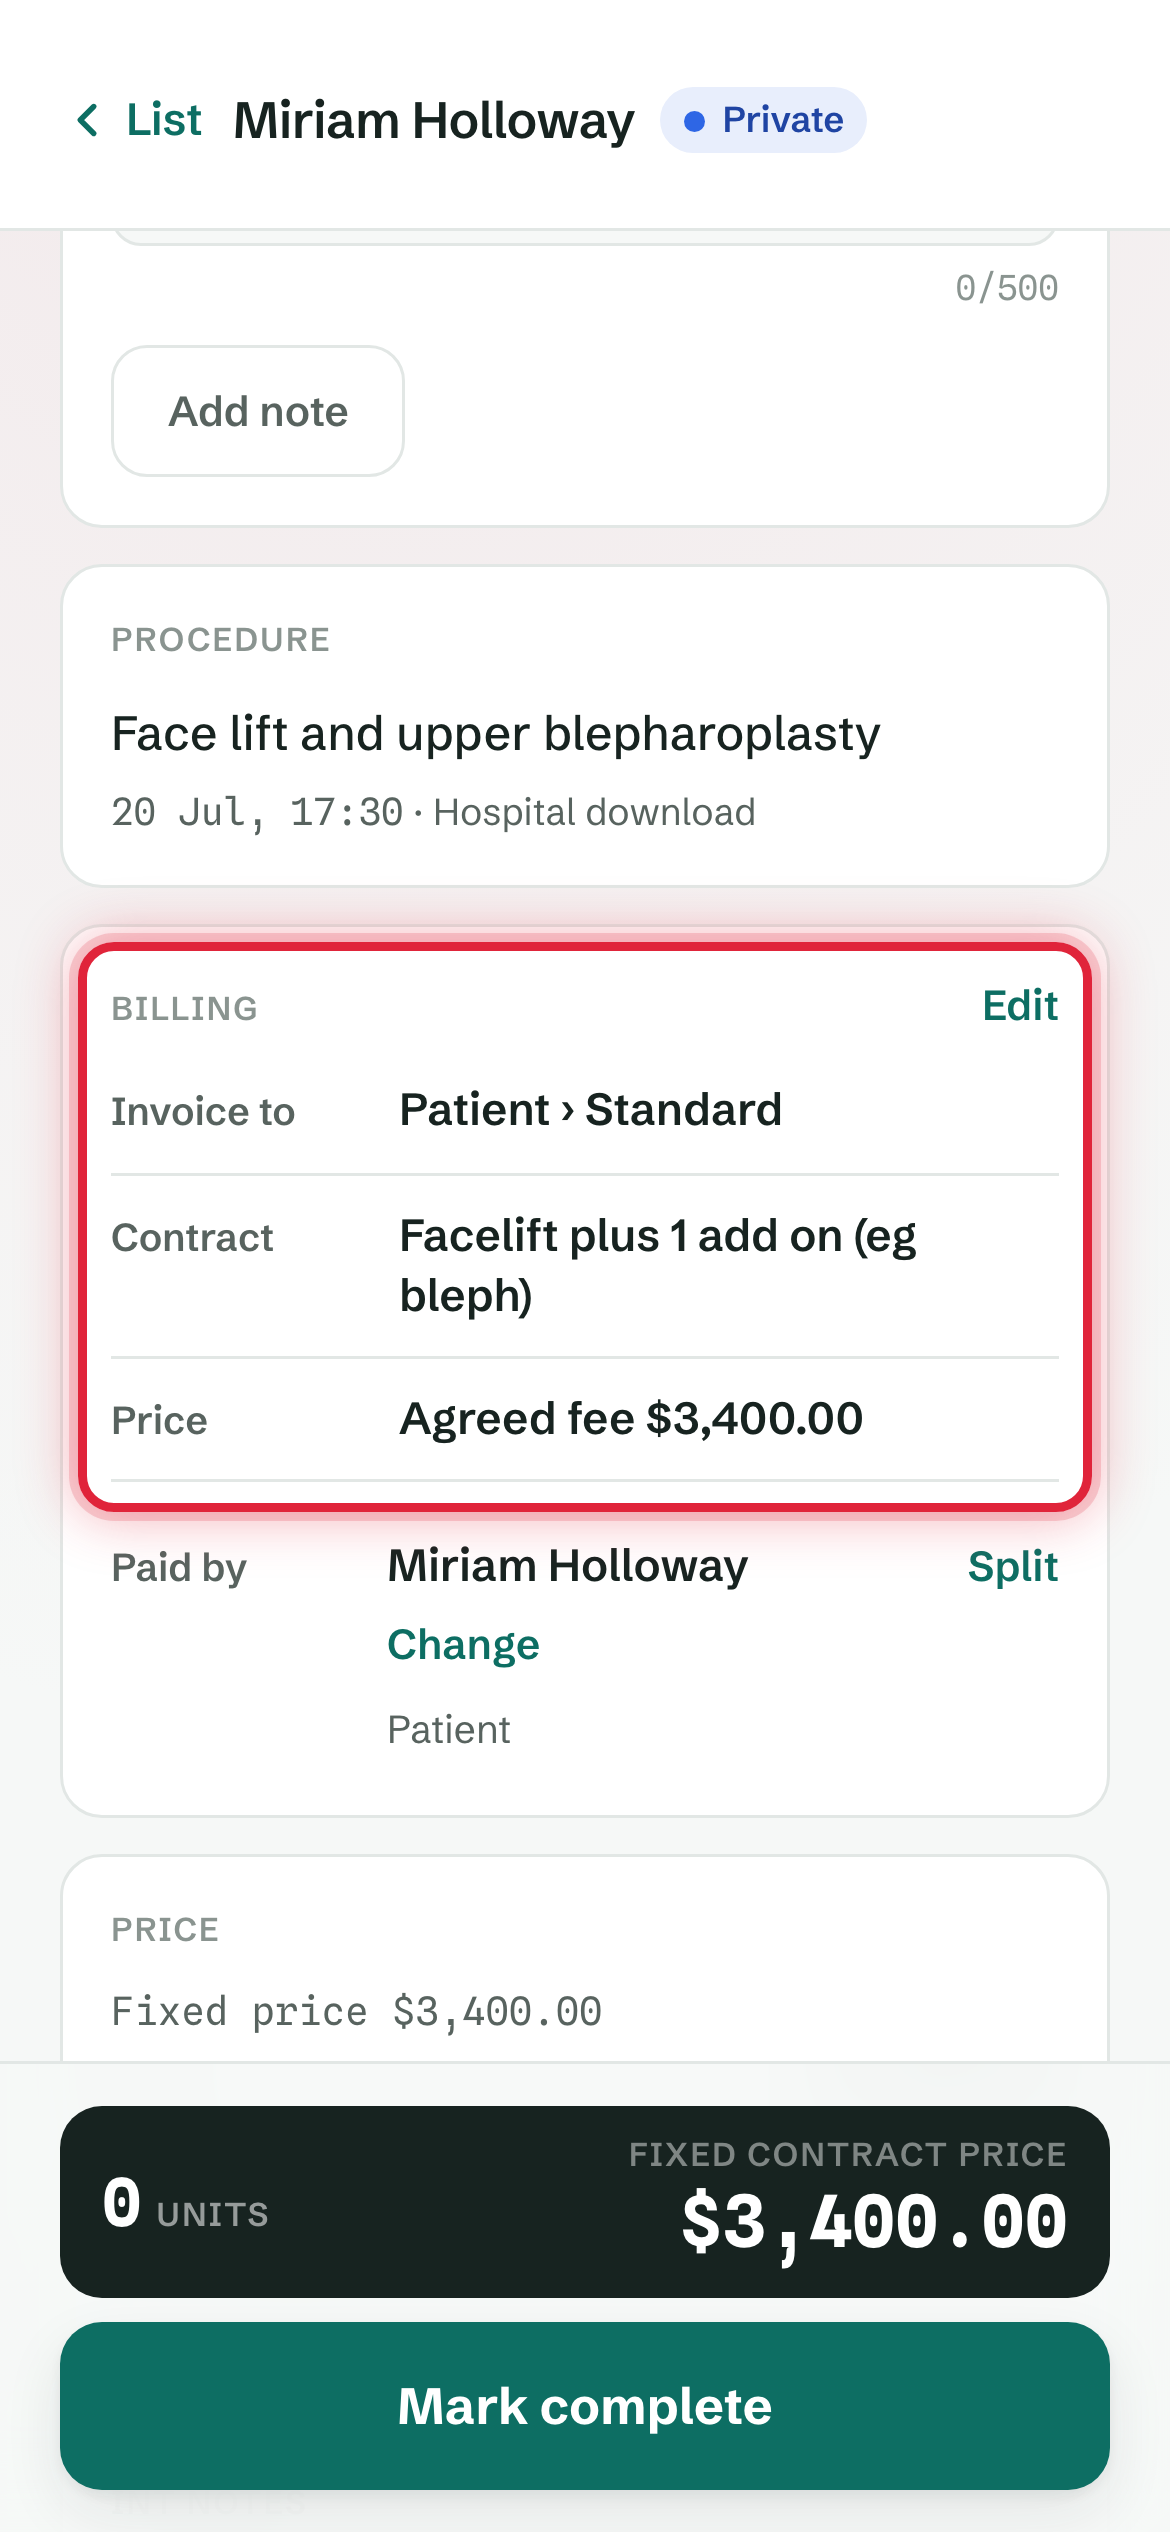 List Miriam Holloway Private
0/500
Add note
PROCEDURE
Face lift and upper blepharoplasty
20 Jul, 17:30 · Hospital download
BILLING Edit
Invoice to Patient › Standard
Contract Facelift plus 1 add on (eg
bleph)
Price Agreed fee $3,400.00
Paid by Miriam Holloway Split
Change
Patient
PRICE
Fixed price $3,400.00
FIXED CONTRACT PRICE
0 UNITS $3,400.00
Mark complete